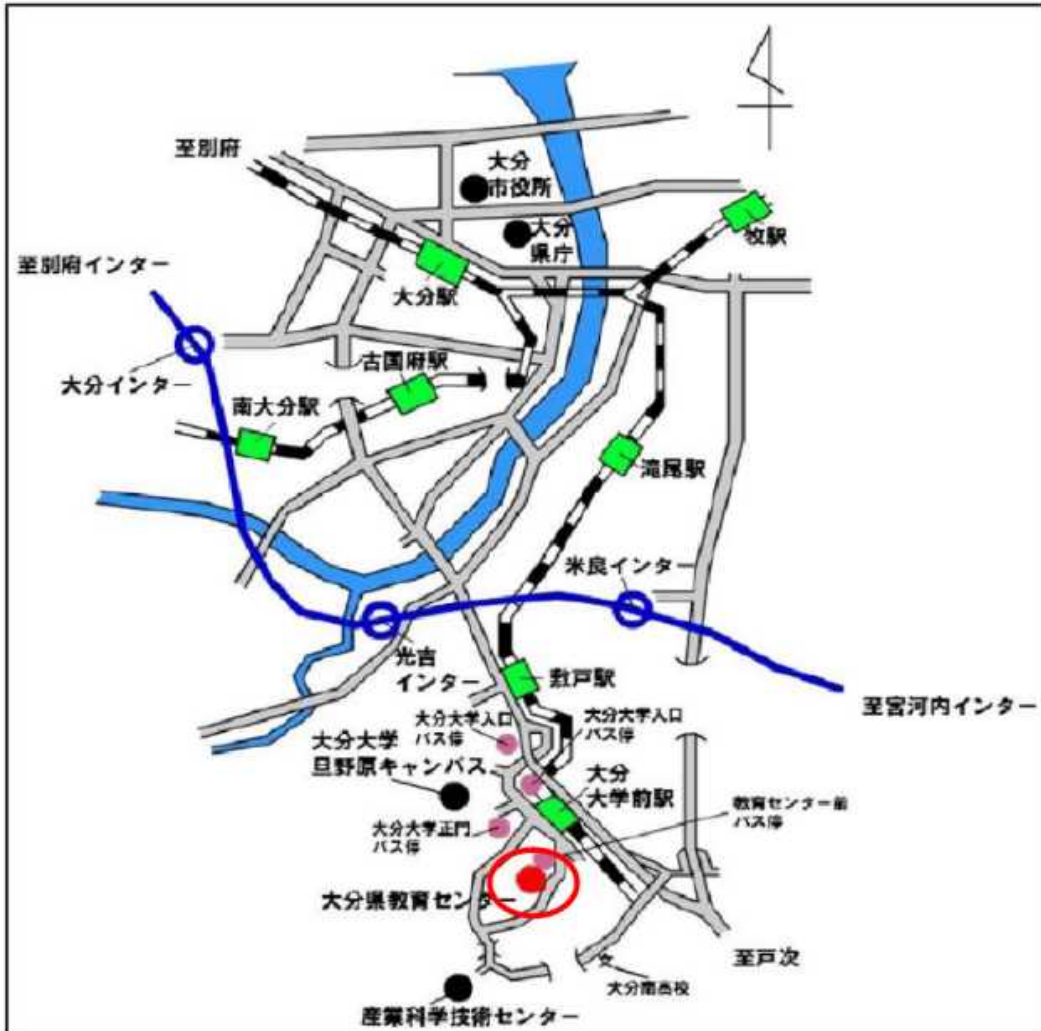 至別府
大分
市役所
大分
県庁
牧駅
至別府インター
大分駅
大分インター
古国府駅
南大分駅
滝尾駅
米良インター
光吉
インター
敷戸駅
至宮河内インター
大分大学入口
バス停
大分大学入口
バス停
大分大学
旦野原キャンパス
大分
大学前駅
教育センター前
バス停
大分大学正門
バス停
大分県教育センター
至戸次
大分南高校
産業科学技術センター